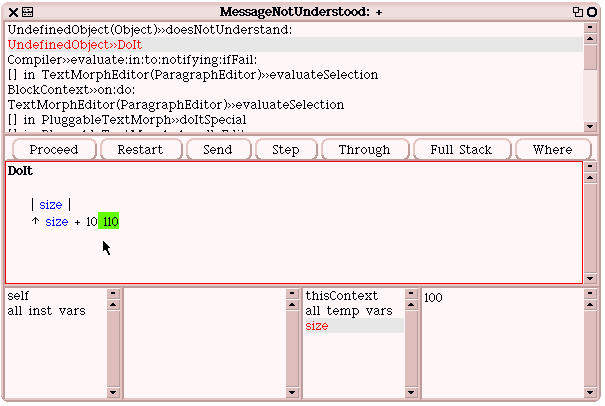 MessageNotUnderstood: +
UndefinedObject(Object)»doesNotUnderstand:
UndefinedObject»DoIt
Compiler»evaluate:in:to:notifying:ifFail:
[] in TextMorphEditor(ParagraphEditor)»evaluateSelection
BlockContext»on:do:
TextMorphEditor(ParagraphEditor)»evaluateSelection
[] in PluggableTextMorph»doItSpecial
Proceed Restart Send Step Through Full Stack Where
DoIt
| size |
↑ size + 10 110
self
all inst vars
thisContext
all temp vars
size
100